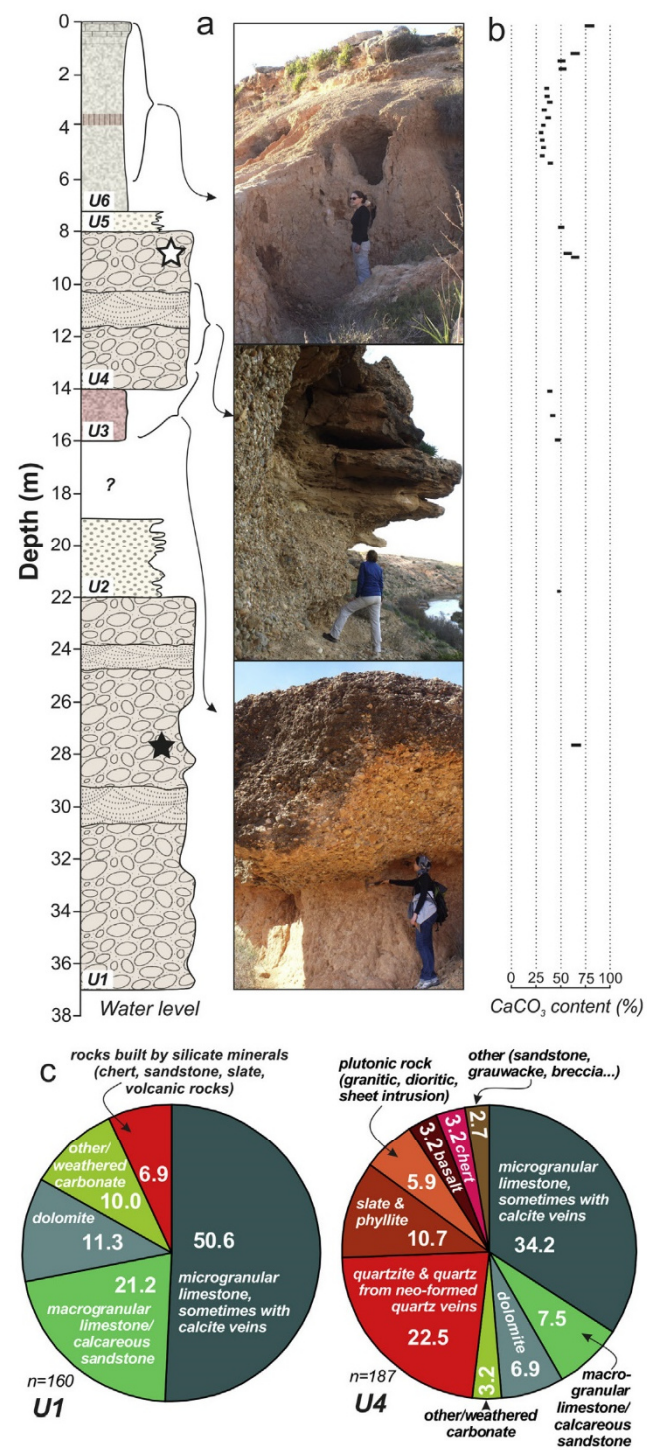 a
b
0
2
4
6
U6
U5
8
10
12
U4
14
U3
16
?
18
Depth (m)
20
U2
22
24
26
28
30
32
34
36
U1
38
Water level
0 25 50 75 100
CaCO₃ content (%)
c
rocks built by silicate minerals
(chert, sandstone, slate,
volcanic rocks)
6.9
other/
weathered
carbonate
10.0
dolomite
11.3
21.2
macrogranular
limestone/
calcareous
sandstone
50.6
microgranular
limestone,
sometimes with
calcite veins
n=160
U1
plutonic rock
(granitic, dioritic,
sheet intrusion)
5.9
other (sandstone,
grauwacke, breccia...)
2.7
3.2 basalt
3.2 chert
slate &
phyllite
10.7
microgranular
limestone,
sometimes with
calcite veins
34.2
quartzite & quartz
from neo-formed
quartz veins
22.5
7.5
dolomite
6.9
3.2
other/weathered
carbonate
macro-
granular
limestone/
calcareous
sandstone
n=187
U4